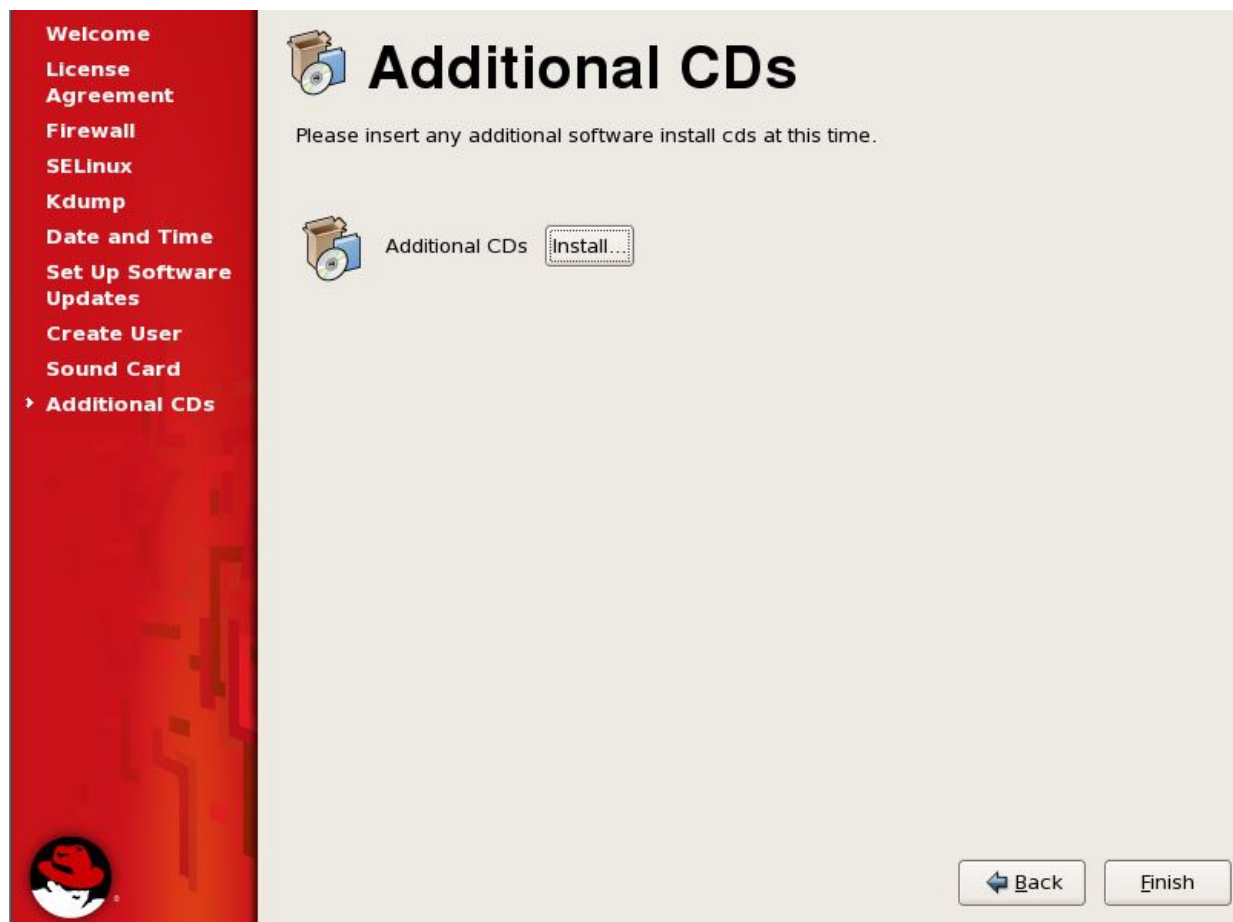 Welcome
License
Agreement
Firewall
SELinux
Kdump
Date and Time
Set Up Software
Updates
Create User
Sound Card
Additional CDs
Additional CDs
Please insert any additional software install cds at this time.
Additional CDs Install...
Back Finish